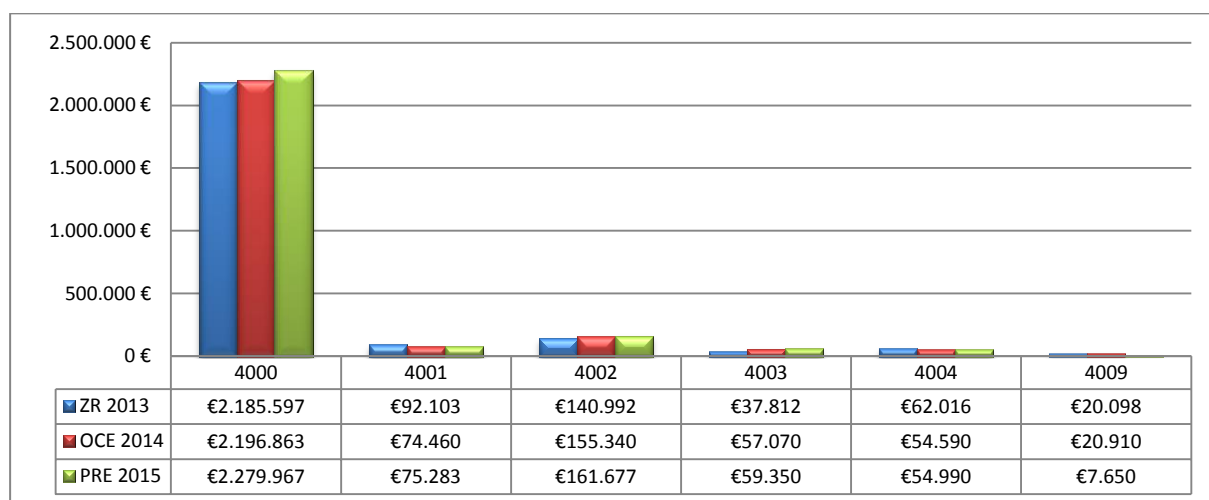 2.500.000 €
2.000.000 €
1.500.000 €
1.000.000 €
500.000 €
0 €
4000 4001 4002 4003 4004 4009
ZR 2013 €2.185.597 €92.103 €140.992 €37.812 €62.016 €20.098
OCE 2014 €2.196.863 €74.460 €155.340 €57.070 €54.590 €20.910
PRE 2015 €2.279.967 €75.283 €161.677 €59.350 €54.990 €7.650